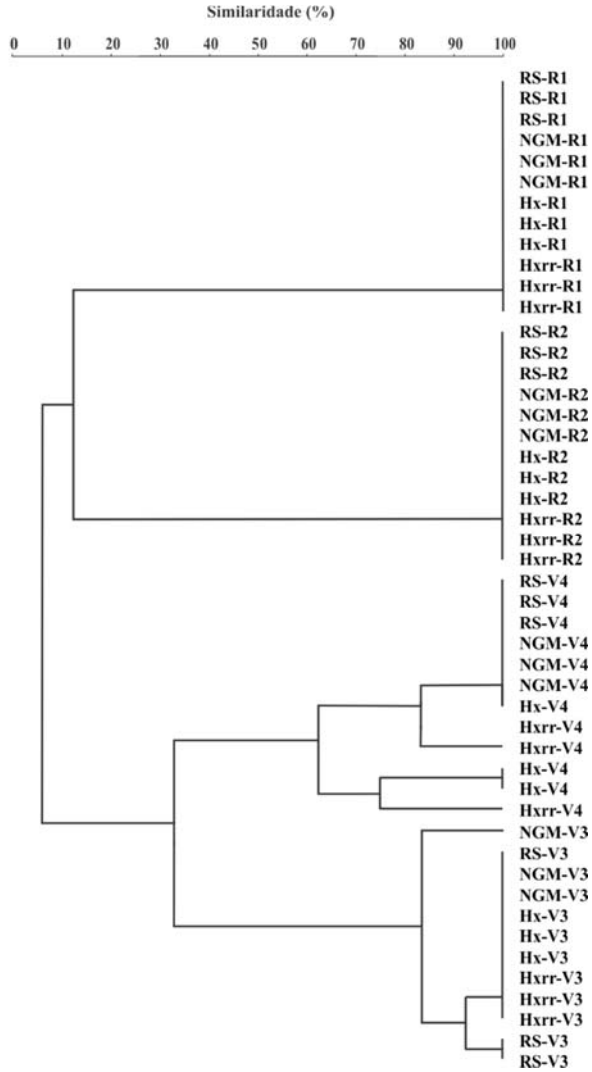 Similaridade (%)
0 10 20 30 40 50 60 70 80 90 100
RS-R1
RS-R1
RS-R1
NGM-R1
NGM-R1
NGM-R1
Hx-R1
Hx-R1
Hx-R1
Hxrr-R1
Hxrr-R1
Hxrr-R1
RS-R2
RS-R2
RS-R2
NGM-R2
NGM-R2
NGM-R2
Hx-R2
Hx-R2
Hx-R2
Hxrr-R2
Hxrr-R2
Hxrr-R2
RS-V4
RS-V4
RS-V4
NGM-V4
NGM-V4
NGM-V4
Hx-V4
Hxrr-V4
Hxrr-V4
Hx-V4
Hx-V4
Hxrr-V4
NGM-V3
RS-V3
NGM-V3
NGM-V3
Hx-V3
Hx-V3
Hx-V3
Hxrr-V3
Hxrr-V3
Hxrr-V3
RS-V3
RS-V3